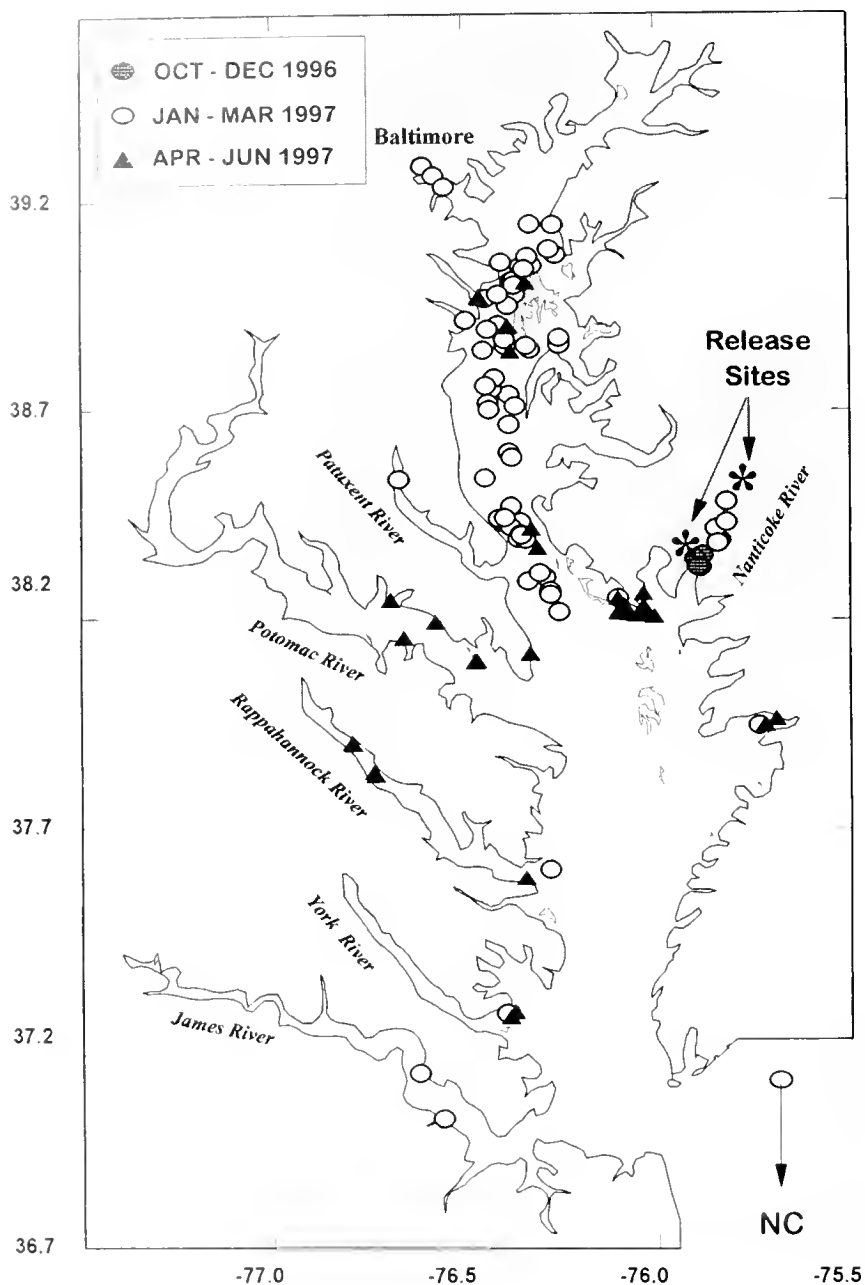 OCT - DEC 1996
JAN - MAR 1997
APR - JUN 1997
Baltimore
39.2
Release
Sites
38.7
Patuxent River
Nanticoke River
38.2
Potomac River
Rappahannock River
37.7
York River
James River
37.2
NC
36.7
-77.0
-76.5
-76.0
-75.5